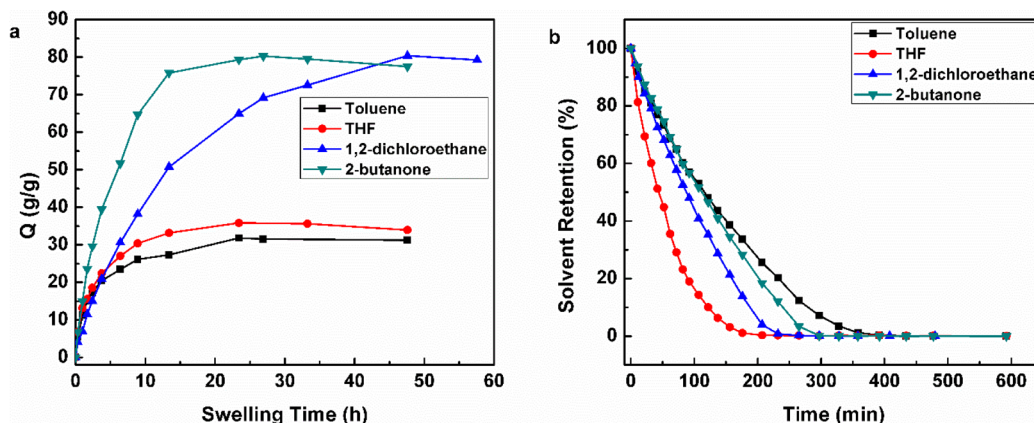 a
Q (g/g)
90
80
70
60
50
40
30
20
10
0
Toluene
THF
1,2-dichloroethane
2-butanone
0 10 20 30 40 50 60
Swelling Time (h)
b
Solvent Retention (%)
100
80
60
40
20
0
Toluene
THF
1,2-dichloroethane
2-butanone
0 100 200 300 400 500 600
Time (min)